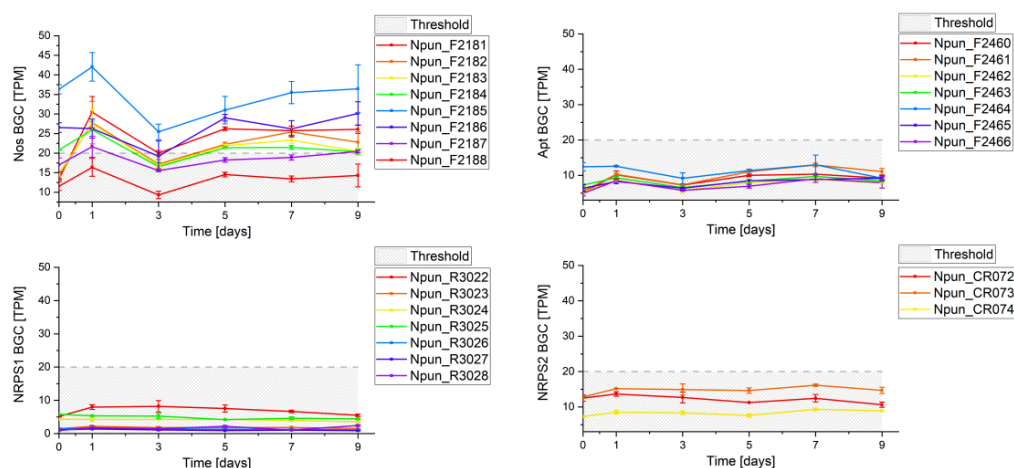 Threshold
Npun_F2181
Npun_F2182
Npun_F2183
Npun_F2184
Npun_F2185
Npun_F2186
Npun_F2187
Npun_F2188
Nos BGC [TPM]
50
45
40
35
30
25
20
15
10
0 1 3 5 7 9
Time [days]
Threshold
Npun_F2460
Npun_F2461
Npun_F2462
Npun_F2463
Npun_F2464
Npun_F2465
Npun_F2466
Apt BGC [TPM]
50
40
30
20
10
0 1 3 5 7 9
Time [days]
Threshold
Npun_R3022
Npun_R3023
Npun_R3024
Npun_R3025
Npun_R3026
Npun_R3027
Npun_R3028
NRPS1 BGC [TPM]
50
40
30
20
10
0
0 1 3 5 7 9
Time [days]
Threshold
Npun_CR072
Npun_CR073
Npun_CR074
NRPS2 BGC [TPM]
50
40
30
20
10
0 1 3 5 7 9
Time [days]